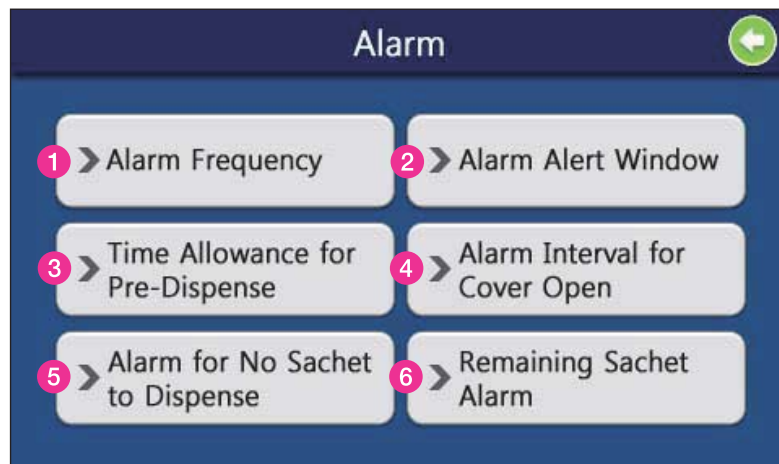 Alarm
1 Alarm Frequency
2 Alarm Alert Window
3 Time Allowance for
Pre-Dispense
4 Alarm Interval for
Cover Open
5 Alarm for No Sachet
to Dispense
6 Remaining Sachet
Alarm